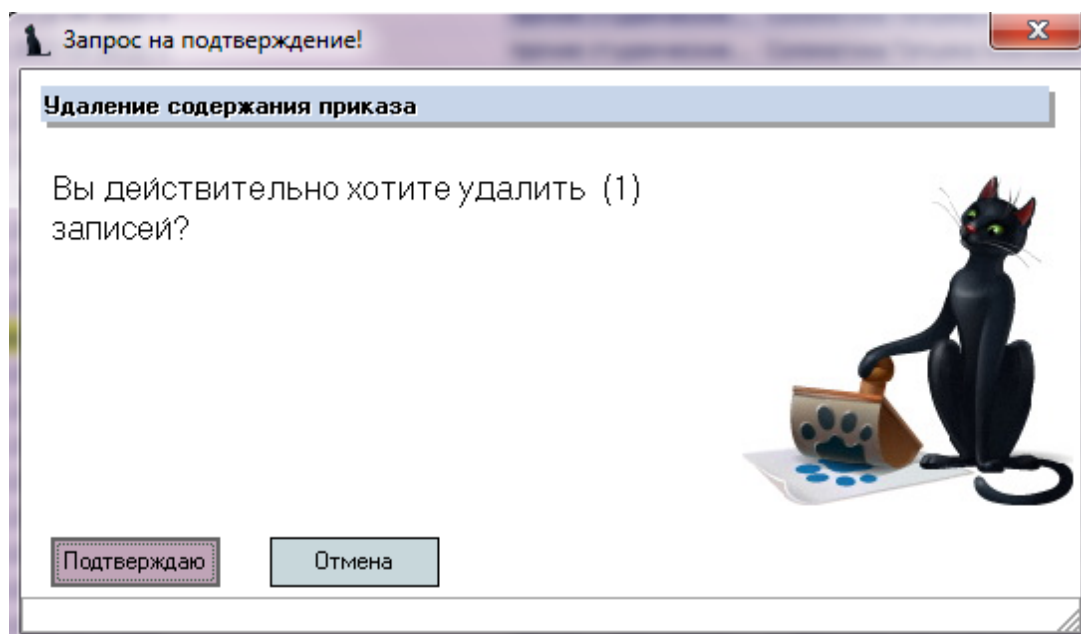 Запрос на подтверждение!
Удаление содержания приказа
Вы действительно хотите удалить (1)
записей?
Подтверждаю
Отмена